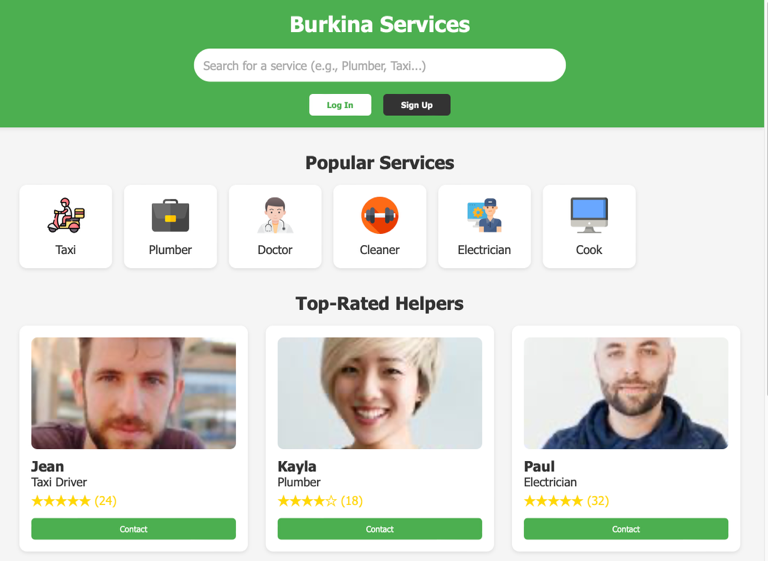 Burkina Services
Search for a service (e.g., Plumber, Taxi...)
Log In
Sign Up
Popular Services
Taxi
Plumber
Doctor
Cleaner
Electrician
Cook
Top-Rated Helpers
Jean
Taxi Driver
★★★★★ (24)
Contact
Kayla
Plumber
★★★★☆ (18)
Contact
Paul
Electrician
★★★★★ (32)
Contact